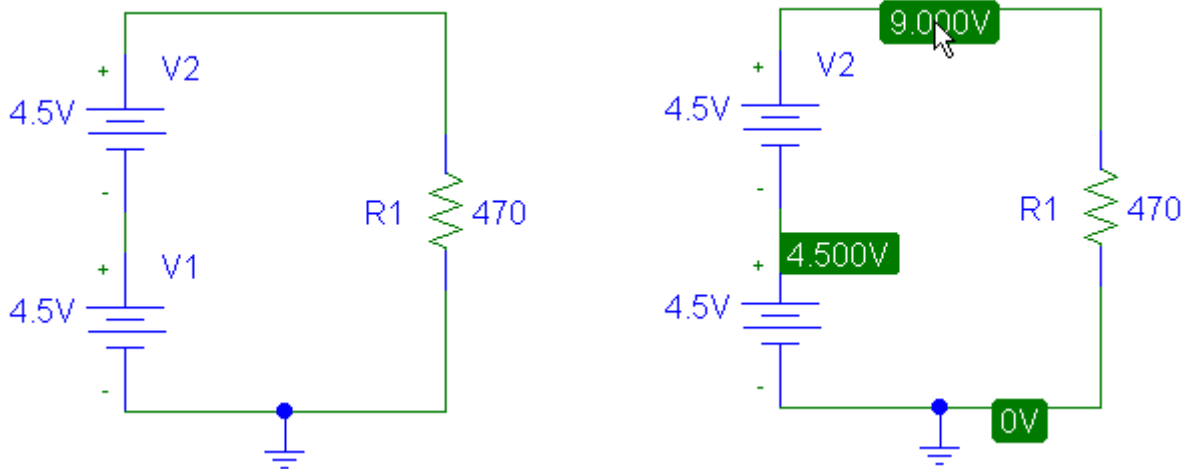 + V2
4.5V
-
R1 470
+ V1
4.5V
-
9.000V
+ V2
4.5V
-
R1 470
4.500V
+
4.5V
-
0V